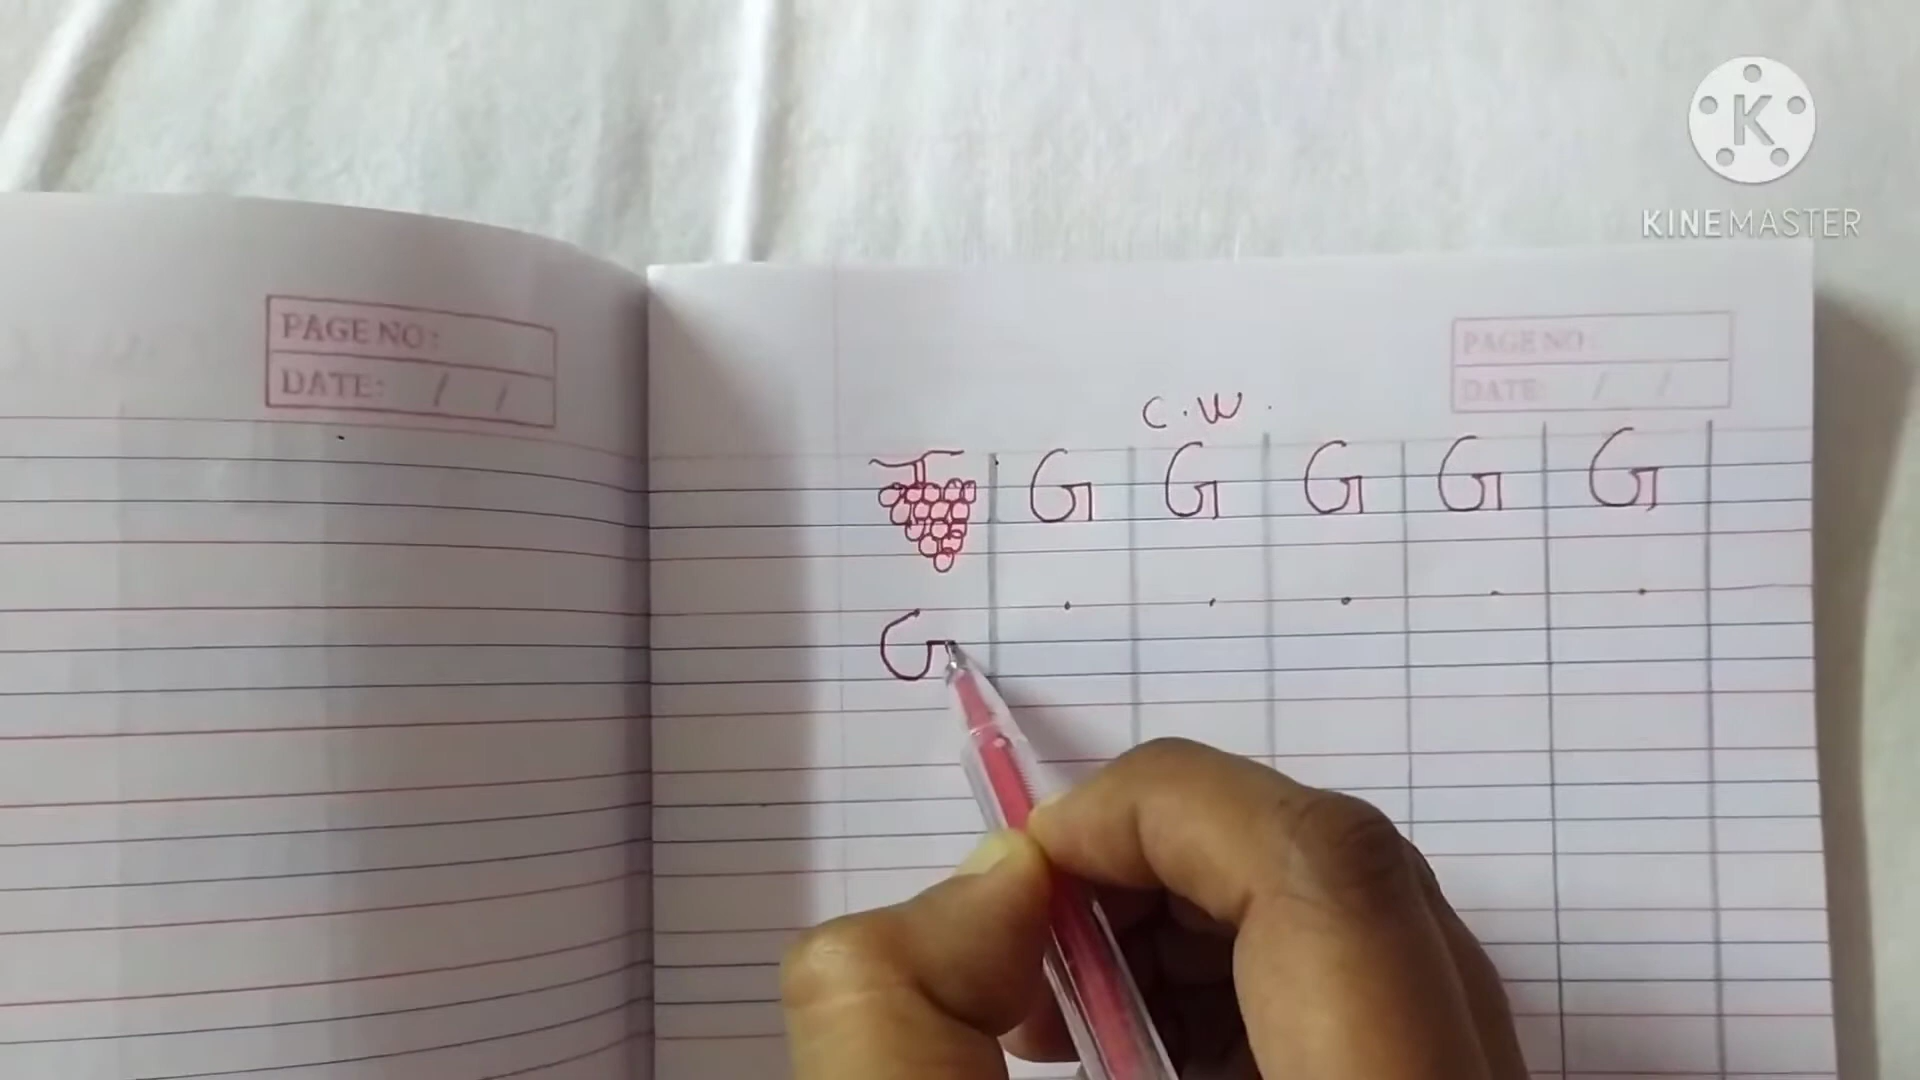 KINEMASTER
PAGE NO:
DATE: / /
PAGE NO:
DATE: / /
C.W.
G G G G G
G